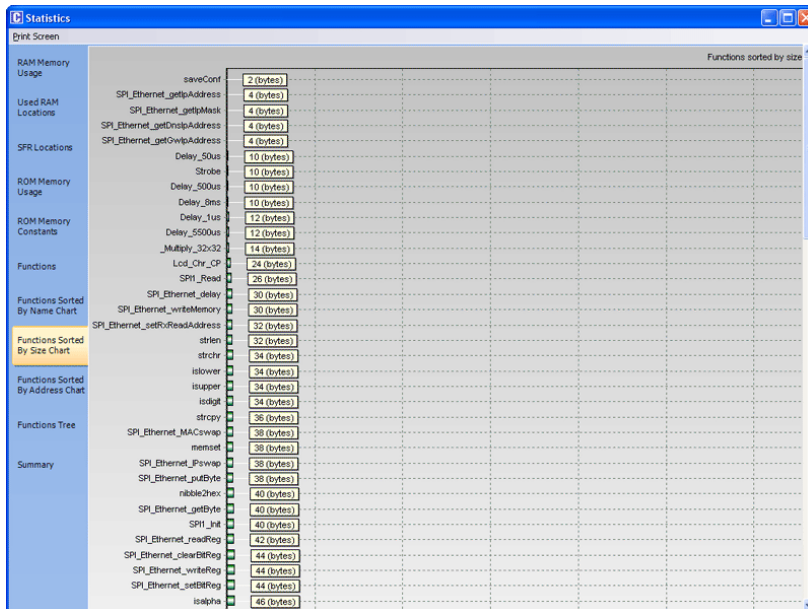 Statistics
Print Screen
RAM Memory
Usage
Used RAM
Locations
SFR Locations
ROM Memory
Usage
ROM Memory
Constants
Functions
Functions Sorted
By Name Chart
Functions Sorted
By Size Chart
Functions Sorted
By Address Chart
Functions Tree
Summary
Functions sorted by size
saveConf 2 (bytes)
SPI_Ethernet_getIpAddress 4 (bytes)
SPI_Ethernet_getIpMask 4 (bytes)
SPI_Ethernet_getDnsIpAddress 4 (bytes)
SPI_Ethernet_getGwIpAddress 4 (bytes)
Delay_50us 10 (bytes)
Strobe 10 (bytes)
Delay_500us 10 (bytes)
Delay_8ms 10 (bytes)
Delay_1us 12 (bytes)
Delay_5500us 12 (bytes)
_Multiply_32x32 14 (bytes)
Lcd_Chr_CP 24 (bytes)
SPI1_Read 26 (bytes)
SPI_Ethernet_delay 30 (bytes)
SPI_Ethernet_writeMemory 30 (bytes)
SPI_Ethernet_setRxReadAddress 32 (bytes)
strlen 32 (bytes)
strchr 34 (bytes)
islower 34 (bytes)
isupper 34 (bytes)
isdigit 34 (bytes)
strcpy 36 (bytes)
SPI_Ethernet_MACswap 38 (bytes)
memset 38 (bytes)
SPI_Ethernet_IPswap 38 (bytes)
SPI_Ethernet_putByte 38 (bytes)
nibble2hex 40 (bytes)
SPI_Ethernet_getByte 40 (bytes)
SPI1_Init 40 (bytes)
SPI_Ethernet_readReg 42 (bytes)
SPI_Ethernet_clearBitReg 44 (bytes)
SPI_Ethernet_writeReg 44 (bytes)
SPI_Ethernet_setBitReg 44 (bytes)
isalpha 46 (bytes)